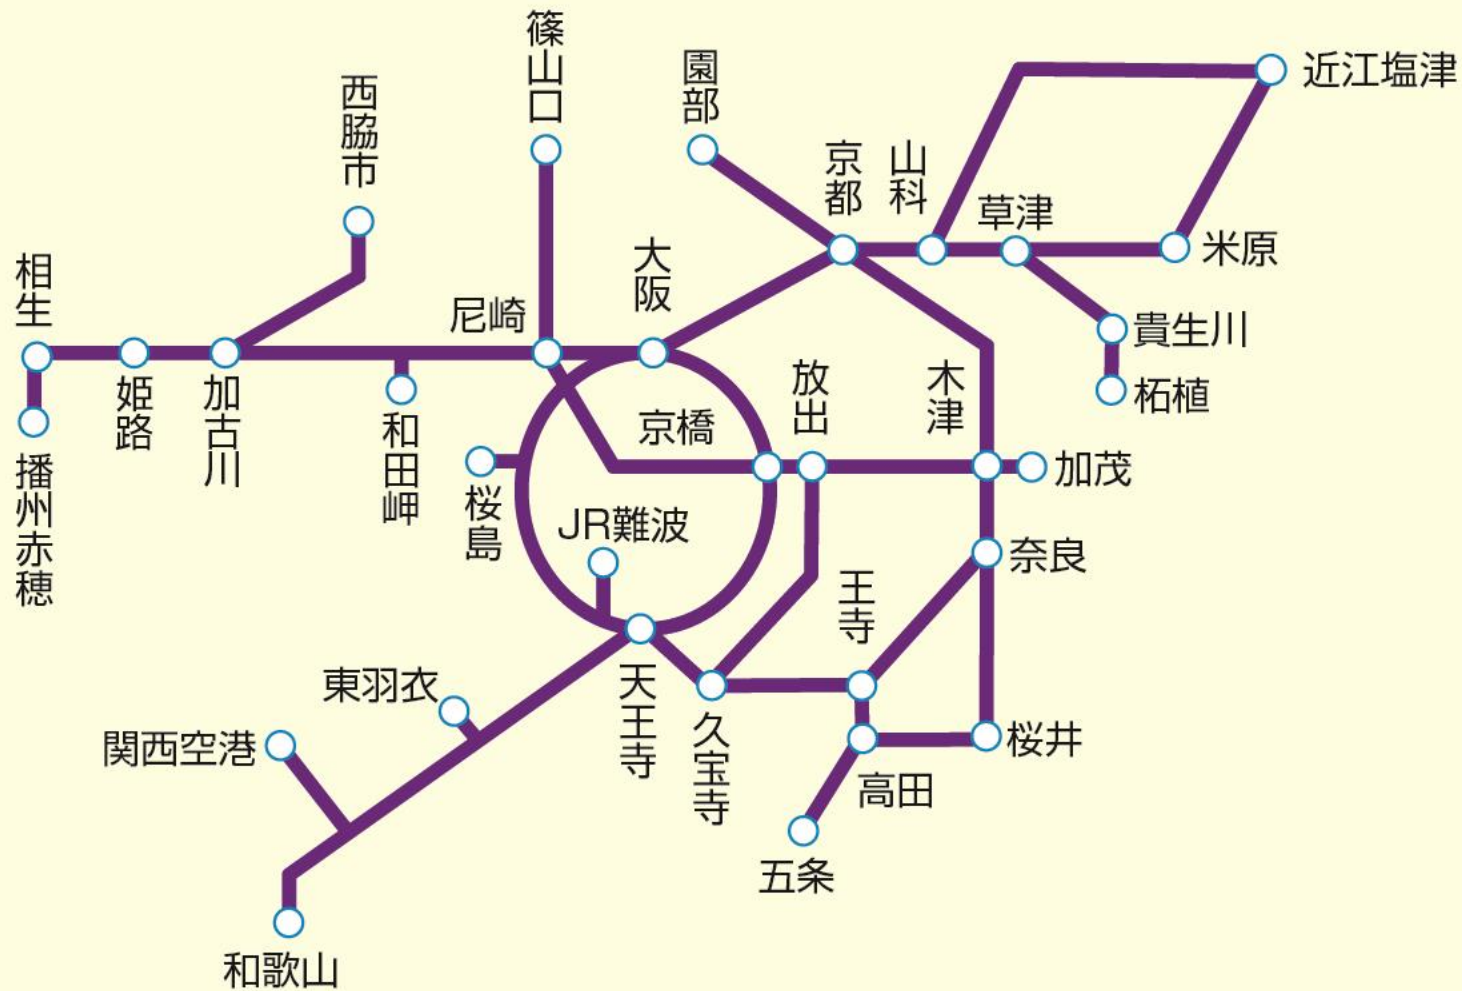 篠山口
園部
近江塩津
西脇市
京都
山科
草津
米原
大阪
相生
尼崎
貴生川
放出
木津
柘植
姫路
加古川
和田岬
京橋
加茂
播州赤穂
桜島
JR難波
奈良
王寺
東羽衣
天王寺
久宝寺
関西空港
桜井
高田
五条
和歌山